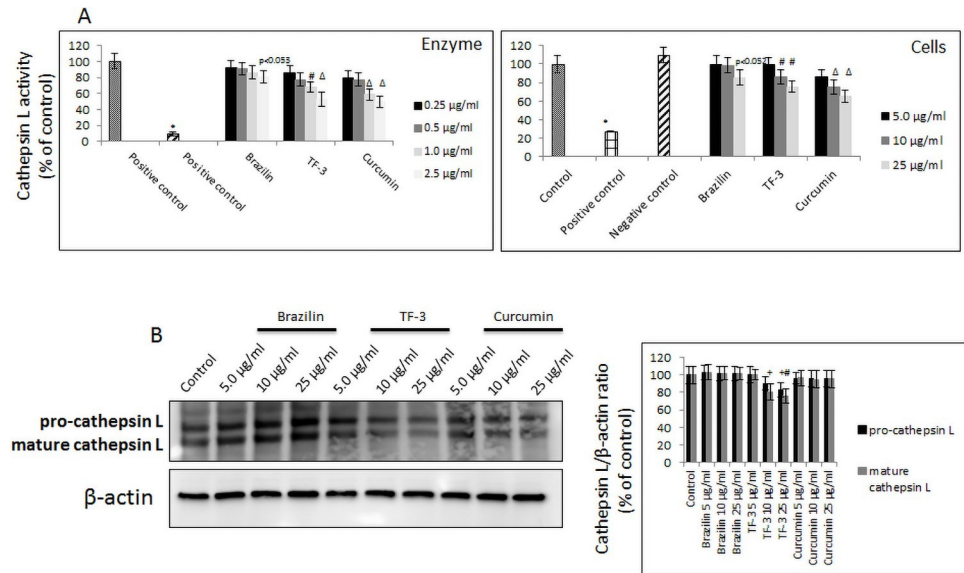 A
Enzyme
Cathepsin L activity
(% of control)
120
100
80
60
40
20
0
*
p<0.053
# Δ
Δ Δ
Positive control
Positive control
Brazilin
TF-3
Curcumin
0.25 µg/ml
0.5 µg/ml
1.0 µg/ml
2.5 µg/ml
Cells
120
100
80
60
40
20
0
*
p<0.057
# #
Δ Δ
Control
Positive control
Negative control
Brazilin
TF-3
Curcumin
5.0 µg/ml
10 µg/ml
25 µg/ml
B
Brazilin
TF-3
Curcumin
Control
5.0 µg/ml
10 µg/ml
25 µg/ml
5.0 µg/ml
10 µg/ml
25 µg/ml
5.0 µg/ml
10 µg/ml
25 µg/ml
pro-cathepsin L
mature cathepsin L
β-actin
Cathepsin L/β-actin ratio
(% of control)
120
100
80
60
40
20
0
+
+#
Control
Brazilin 5 µg/ml
Brazilin 10 µg/ml
Brazilin 25 µg/ml
TF-3 5 µg/ml
TF-3 10 µg/ml
TF-3 25 µg/ml
Curcumin 5 µg/ml
Curcumin 10 µg/ml
Curcumin 25 µg/ml
pro-cathepsin L
mature
cathepsin L